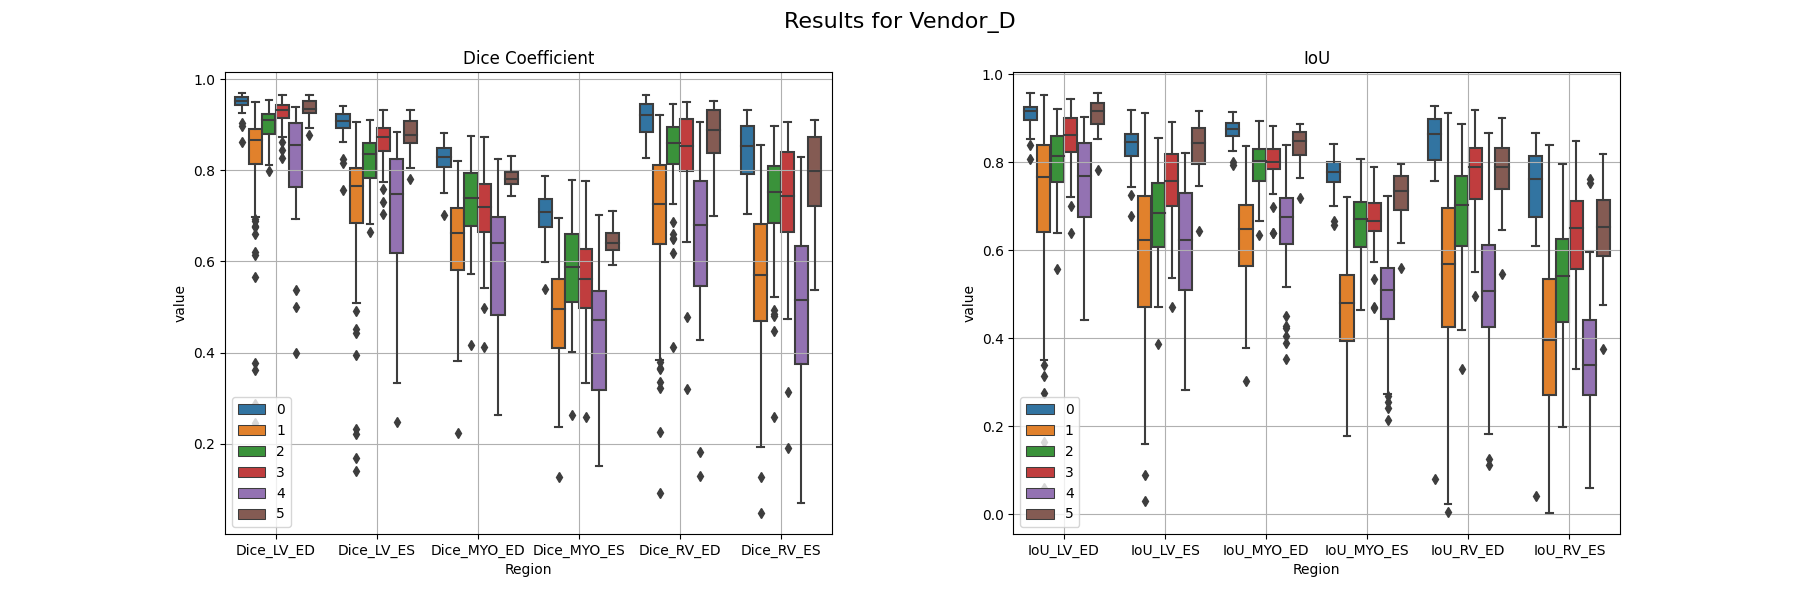 Results for Vendor_D
Dice Coefficient
1.0
0.8
0.6
0.4
0.2
value
0
1
2
3
4
5
Dice_LV_ED Dice_LV_ES Dice_MYO_ED Dice_MYO_ES Dice_RV_ED Dice_RV_ES
Region
IoU
1.0
0.8
0.6
0.4
0.2
0.0
value
0
1
2
3
4
5
IoU_LV_ED IoU_LV_ES IoU_MYO_ED IoU_MYO_ES IoU_RV_ED IoU_RV_ES
Region